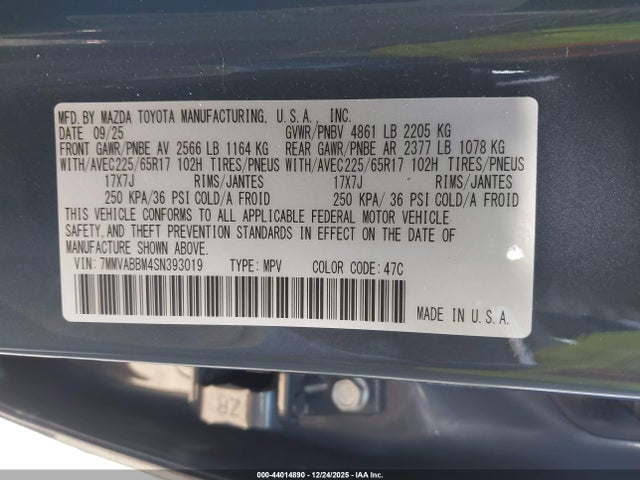 MFD. BY MAZDA TOYOTA MANUFACTURING, U.S.A., INC.
DATE 09/25 GVWR/PNBV 4861 LB 2205 KG
FRONT GAWR/PNBE AV 2566 LB 1164 KG REAR GAWR/PNBE AR 2377 LB 1078 KG
WITH/AVEC225/65R17 102H TIRES/PNEUS WITH/AVEC225/65R17 102H TIRES/PNEUS
17X7J RIMS/JANTES 17X7J RIMS/JANTES
250 KPA/36 PSI COLD/A FROID 250 KPA/36 PSI COLD/A FROID
THIS VEHICLE CONFORMS TO ALL APPLICABLE FEDERAL MOTOR VEHICLE
SAFETY, AND THEFT PREVENTION STANDARDS IN EFFECT ON THE DATE OF
MANUFACTURE SHOWN ABOVE.
VIN: 7MMVABBM4SN393019 TYPE: MPV COLOR CODE: 47C
MADE IN U.S.A.
ZR
000-44014890 - 12/24/2025 - IAA Inc.